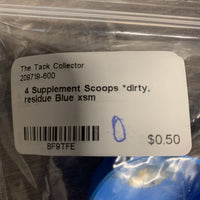 The Tack Collector
209719-600
4 Supplement Scoops *dirty,
residue Blue xsm
0
$0.50
BF9TFE